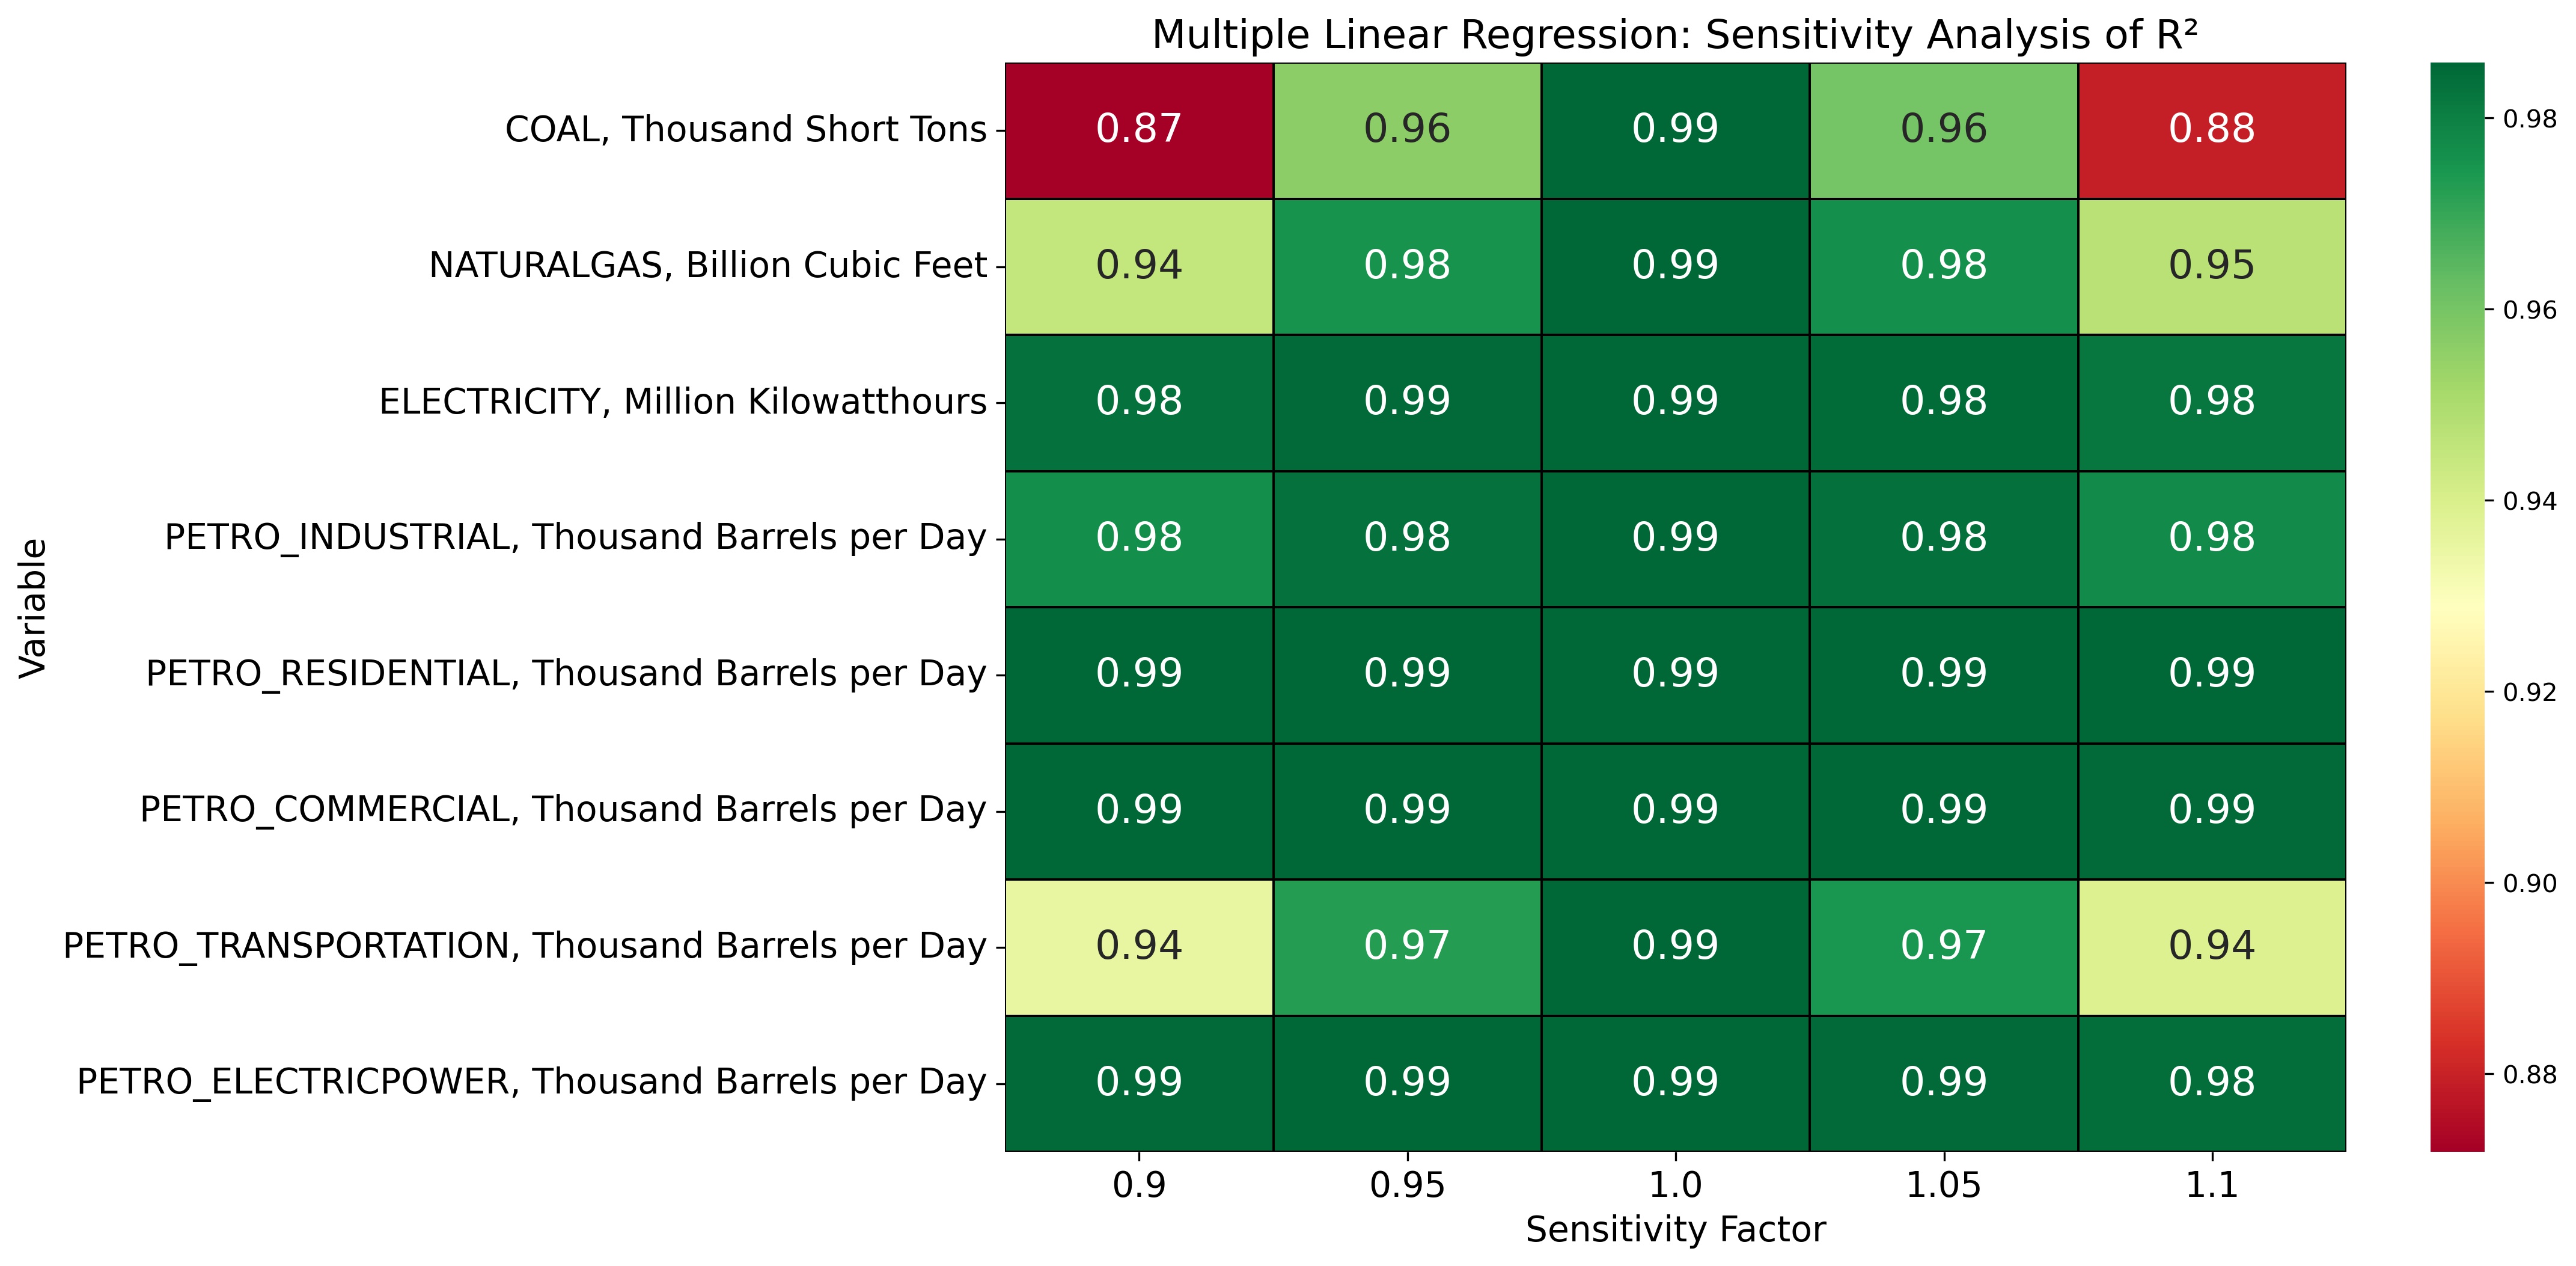 Multiple Linear Regression: Sensitivity Analysis of R²
COAL, Thousand Short Tons 0.87 0.96 0.99 0.96 0.88
NATURALGAS, Billion Cubic Feet 0.94 0.98 0.99 0.98 0.95
ELECTRICITY, Million Kilowatthours 0.98 0.99 0.99 0.98 0.98
PETRO_INDUSTRIAL, Thousand Barrels per Day 0.98 0.98 0.99 0.98 0.98
PETRO_RESIDENTIAL, Thousand Barrels per Day 0.99 0.99 0.99 0.99 0.99
PETRO_COMMERCIAL, Thousand Barrels per Day 0.99 0.99 0.99 0.99 0.99
PETRO_TRANSPORTATION, Thousand Barrels per Day 0.94 0.97 0.99 0.97 0.94
PETRO_ELECTRICPOWER, Thousand Barrels per Day 0.99 0.99 0.99 0.99 0.98
0.9 0.95 1.0 1.05 1.1
Sensitivity Factor
Variable
0.98
0.96
0.94
0.92
0.90
0.88